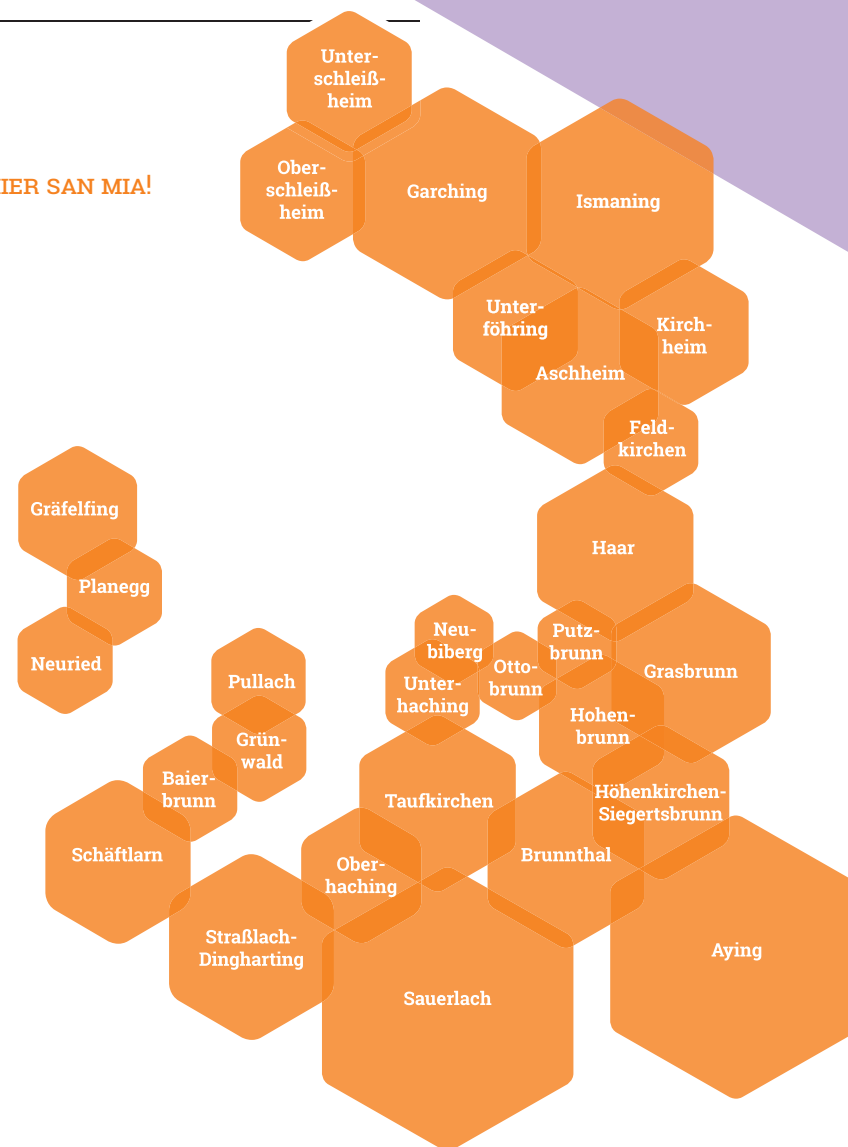 Unter-
schleiß-
heim
IER SAN MIA!
Ober-
schleiß-
heim
Garching
Ismaning
Unter-
föhring
Kirch-
heim
Aschheim
Feld-
kirchen
Gräfelfing
Haar
Planegg
Neuried
Neu-
biberg
Putz-
brunn
Otto-
brunn
Grasbrunn
Pullach
Unter-
haching
Hohen-
brunn
Grün-
wald
Baier-
brunn
Taufkirchen
Höhenkirchen-
Siegertsbrunn
Schäftlarn
Ober-
haching
Brunnthal
Straßlach-
Dingharting
Aying
Sauerlach